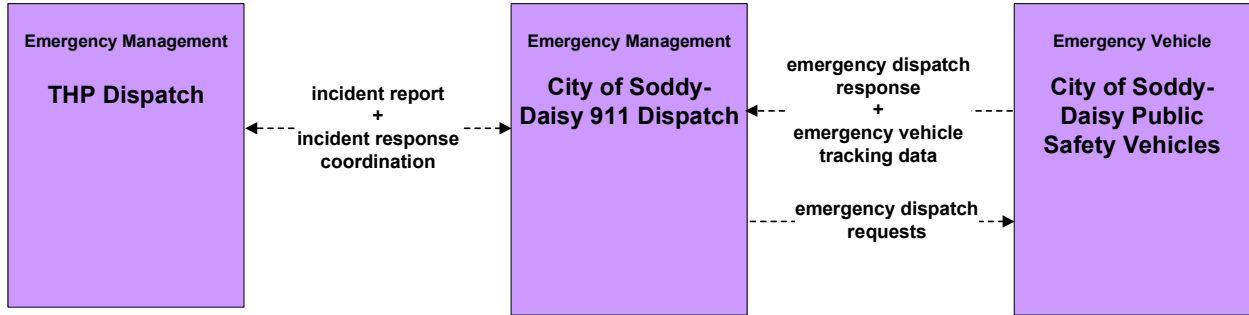 Emergency Management
THP Dispatch
incident report
+
incident response
coordination
Emergency Management
City of Soddy-
Daisy 911 Dispatch
emergency dispatch
response
+
emergency vehicle
tracking data
emergency dispatch
requests
Emergency Vehicle
City of Soddy-
Daisy Public
Safety Vehicles